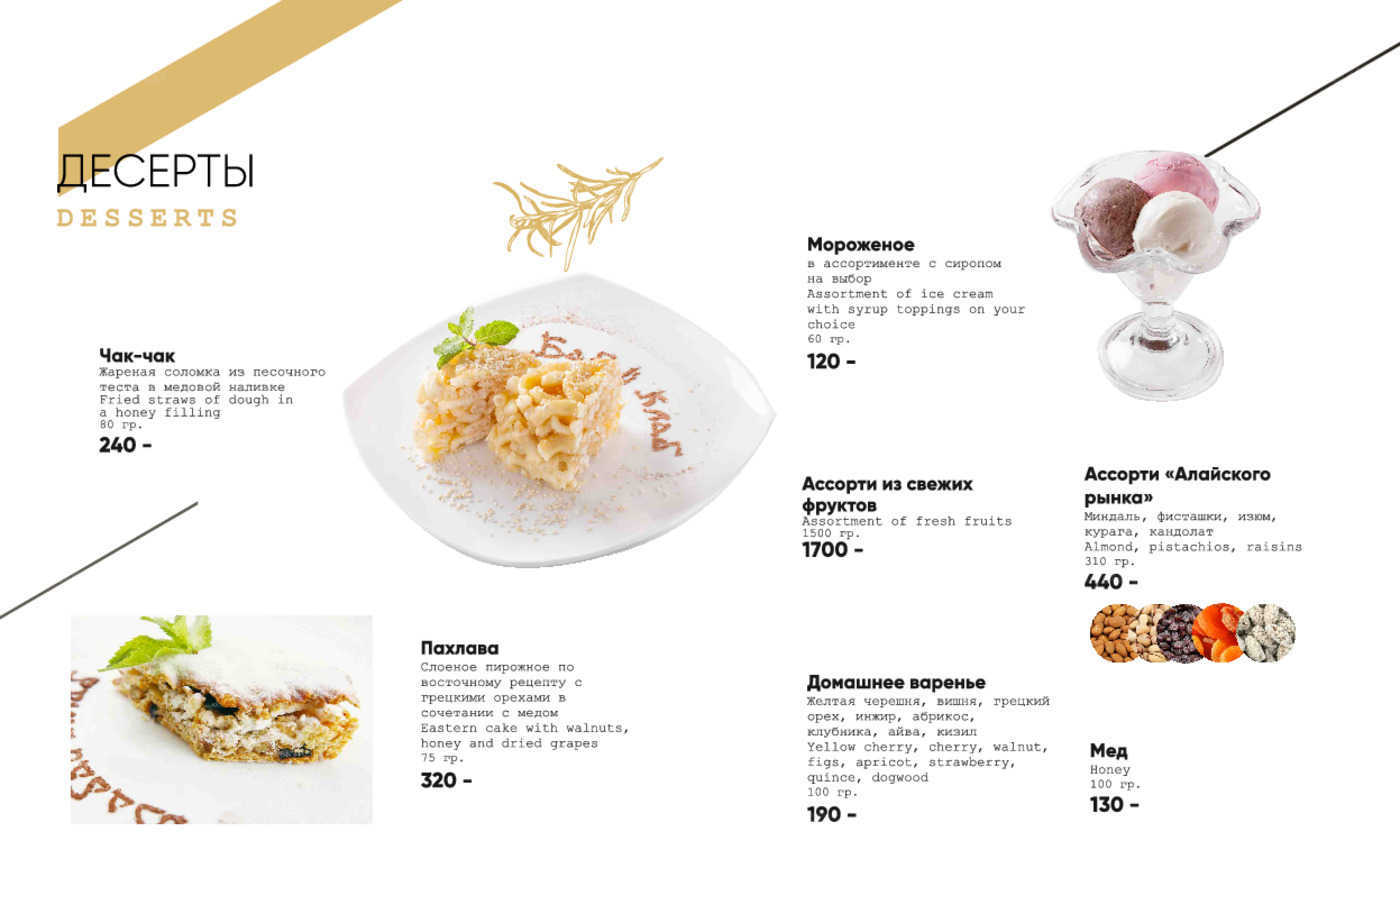 ДЕСЕРТЫ
DESSERTS
Чак-чак
Жареная соломка из песочного
теста в медовой наливке
Fried straws of dough in
a honey filling
80 гр.
240 -
Пахлава
Слоеное пирожное по
восточному рецепту с
грецкими орехами в
сочетании с медом
Eastern cake with walnuts,
honey and dried grapes
75 гр.
320 -
Мороженое
в ассортименте с сиропом
на выбор
Assortment of ice cream
with syrup toppings on your
choice
60 гр.
120 -
Ассорти из свежих
фруктов
Assortment of fresh fruits
1500 гр.
1700 -
Домашнее варенье
Желтая черешня, вишня, грецкий
орех, инжир, абрикос,
клубника, айва, кизил
Yellow cherry, cherry, walnut,
figs, apricot, strawberry,
quince, dogwood
100 гр.
190 -
Ассорти «Алайского
рынка»
Миндаль, фисташки, изюм,
курага, кандолат
Almond, pistachios, raisins
310 гр.
440 -
Мед
Honey
100 гр.
130 -